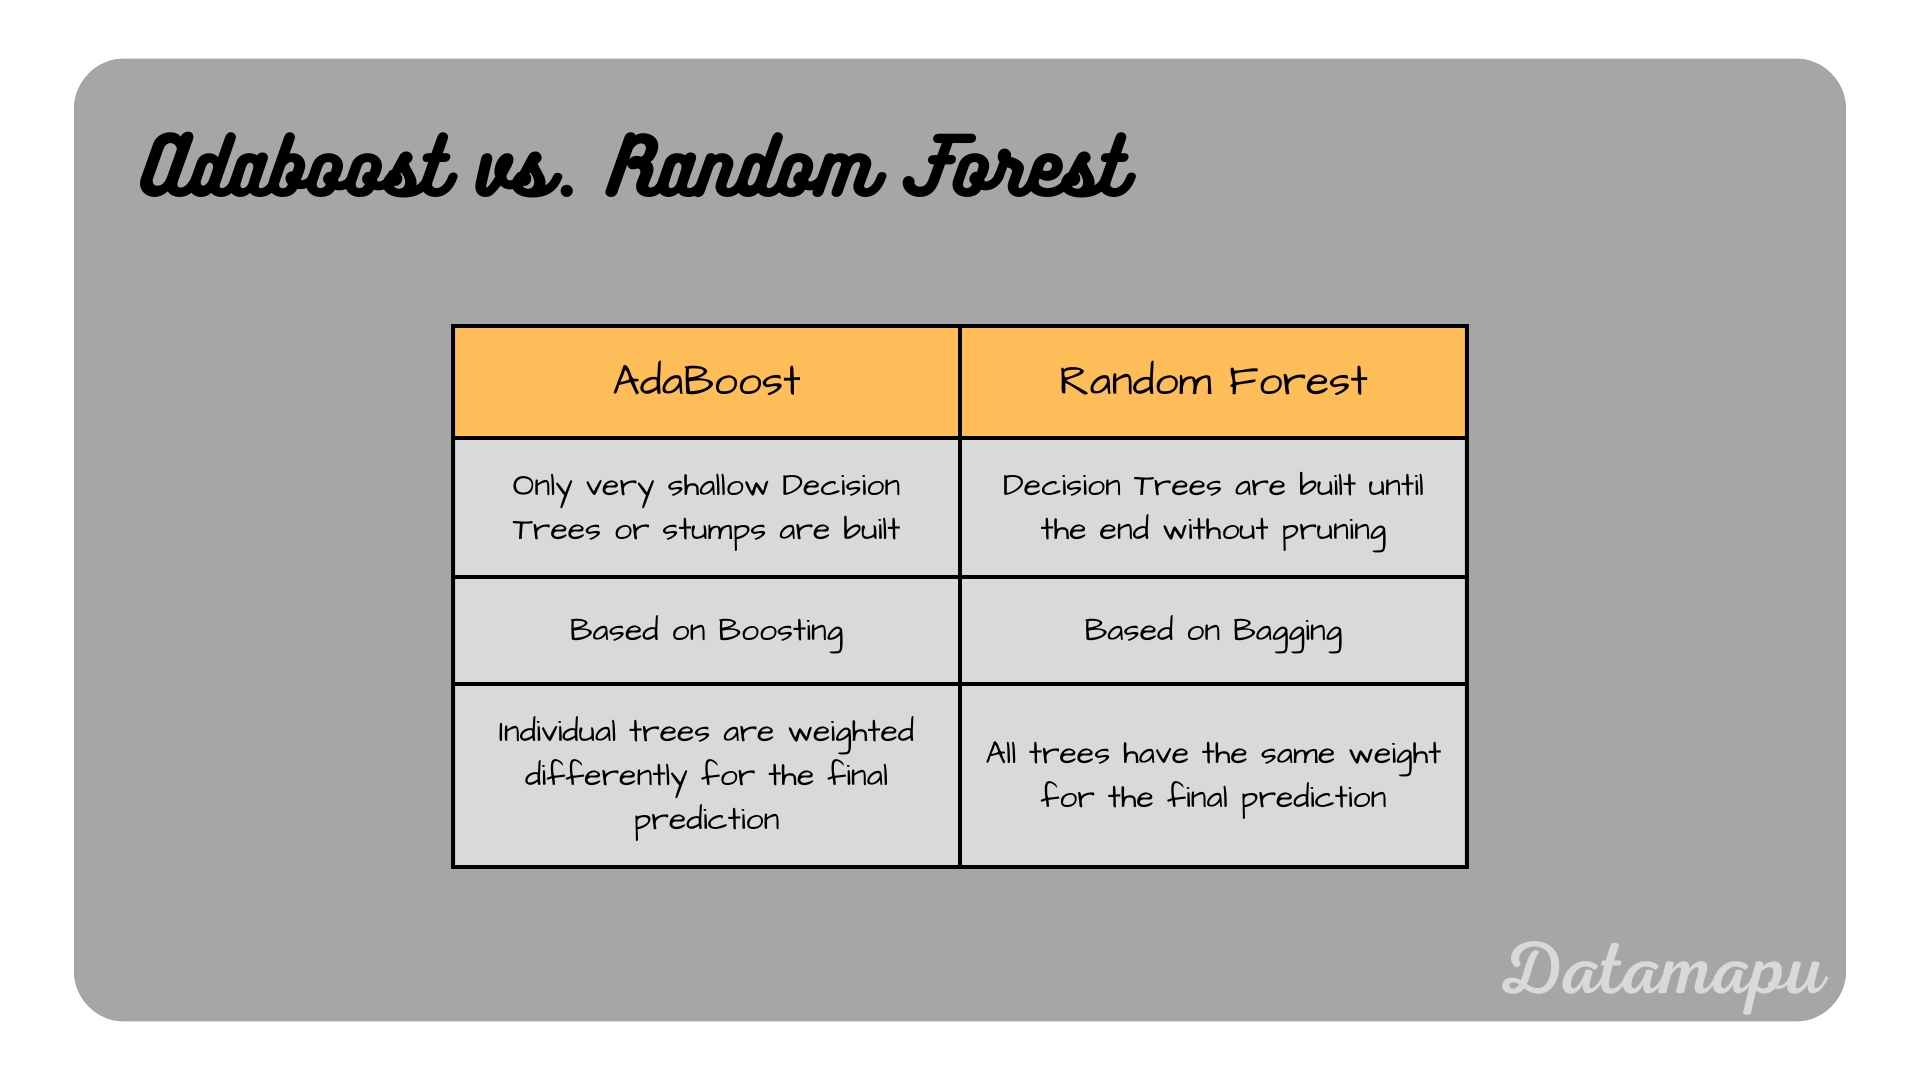 Adaboost vs. Random Forest
AdaBoost
Random Forest
Only very shallow Decision
Trees or stumps are built
Decision Trees are built until
the end without pruning
Based on Boosting
Based on Bagging
Individual trees are weighted
differently for the final
prediction
All trees have the same weight
for the final prediction
Datamapu